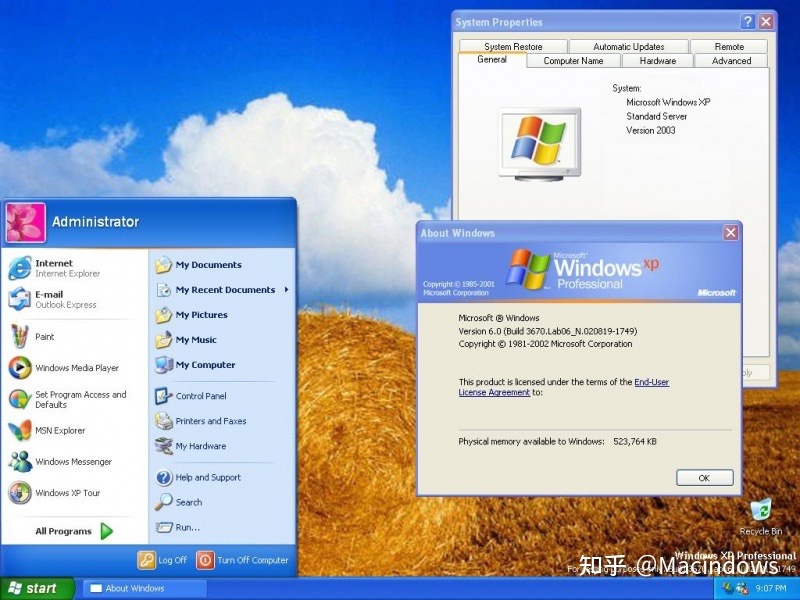 System Properties
System Restore
Automatic Updates
Remote
General
Computer Name
Hardware
Advanced
System:
Microsoft Windows XP
Standard Server
Version 2003
Administrator
Internet
Internet Explorer
E-mail
Outlook Express
Paint
Windows Media Player
Set Program Access and
Defaults
MSN Explorer
Windows Messenger
Windows XP Tour
All Programs
My Documents
My Recent Documents
My Pictures
My Music
My Computer
Control Panel
Printers and Faxes
My Hardware
Help and Support
Search
Run...
Log Off
Turn Off Computer
About Windows
Copyright © 1985-2001
Microsoft Corporation
Microsoft®
Windows xp
Professional
Microsoft
Microsoft ® Windows
Version 6.0 (Build 3670.Lab06_N.020819-1749)
Copyright © 1981-2002 Microsoft Corporation
This product is licensed under the terms of the End-User
License Agreement to:
Physical memory available to Windows: 523,764 KB
OK
Recycle Bin
Windows XP Professional
知乎 @Macindows
start
About Windows
9:07 PM